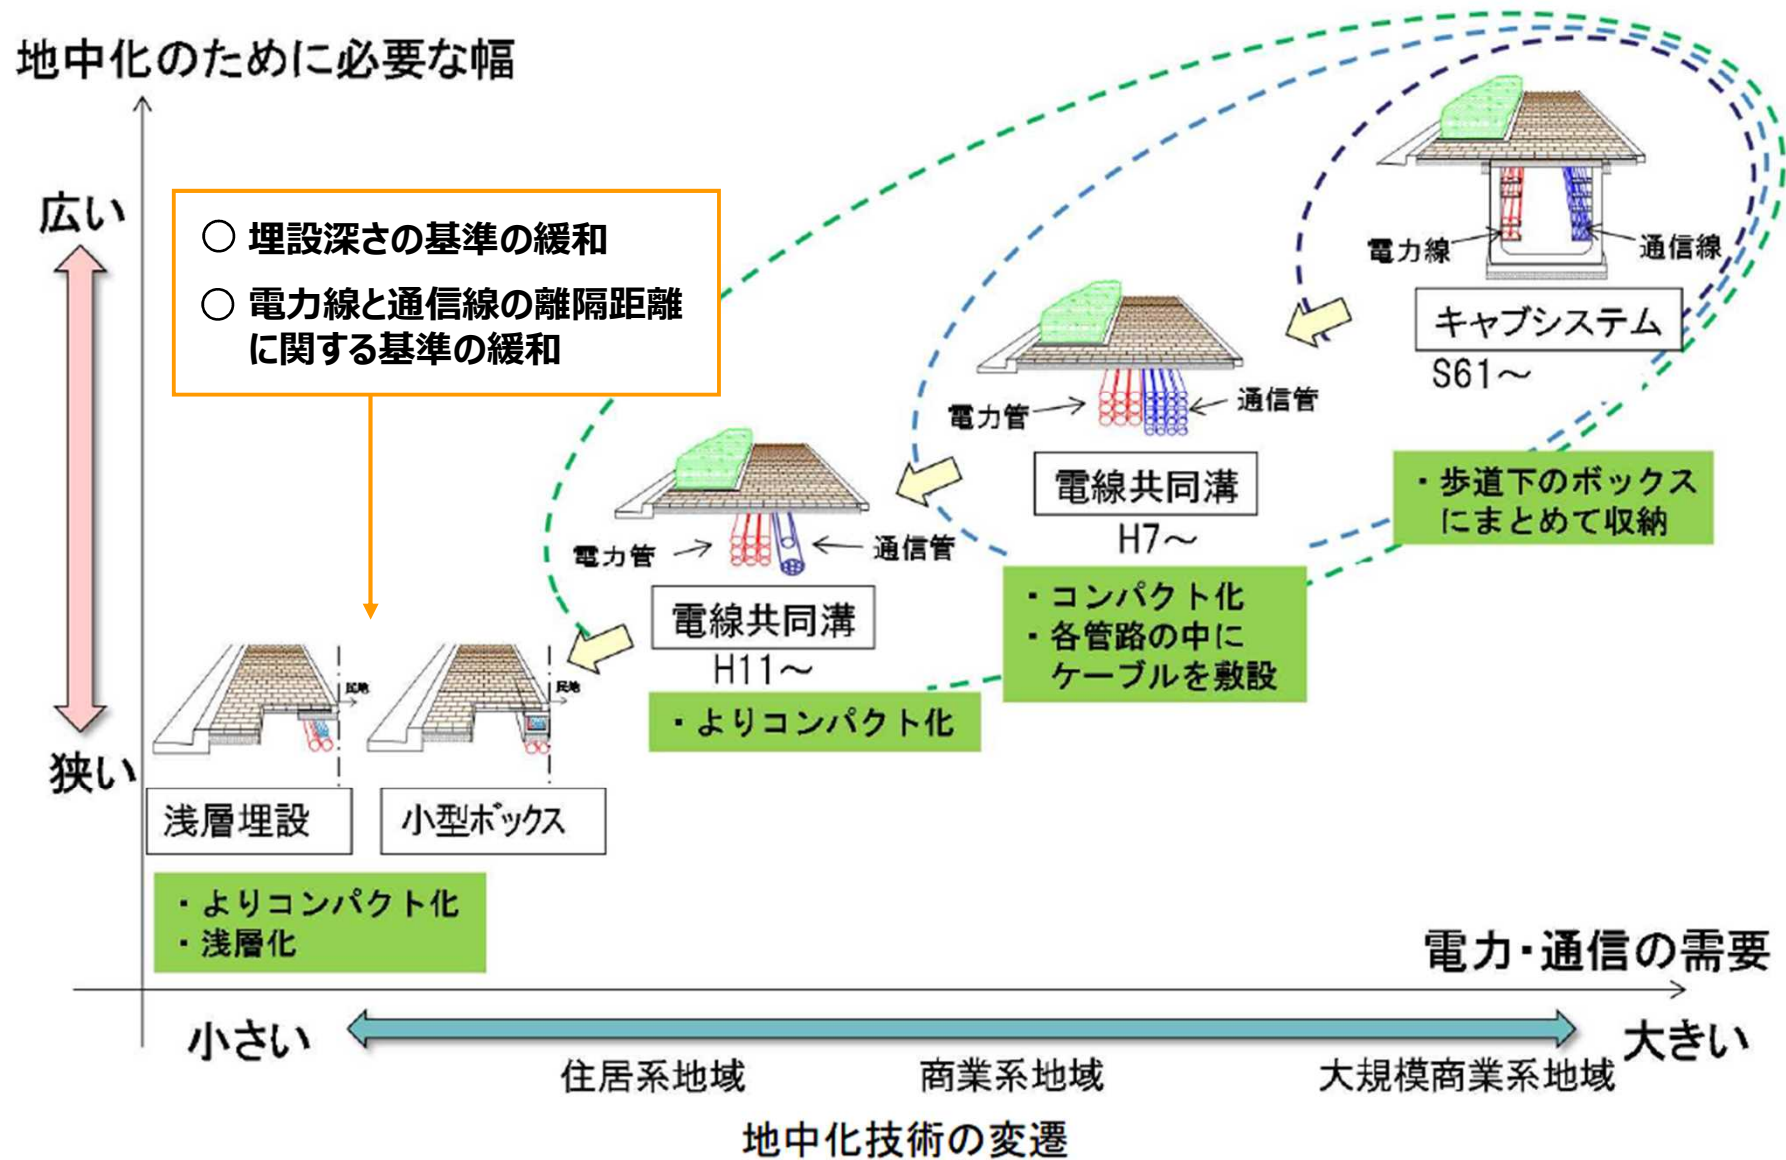 地中化のために必要な幅
広い
狭い
○ 埋設深さの基準の緩和
○ 電力線と通信線の離隔距離
に関する基準の緩和
電力線
通信線
キャブシステム
S61～
・歩道下のボックス
にまとめて収納
電力管
通信管
電線共同溝
H7～
・コンパクト化
・各管路の中に
ケーブルを敷設
電力管
通信管
電線共同溝
H11～
・よりコンパクト化
民地
民地
浅層埋設
小型ボックス
・よりコンパクト化
・浅層化
電力・通信の需要
小さい
大きい
住居系地域
商業系地域
大規模商業系地域
地中化技術の変遷